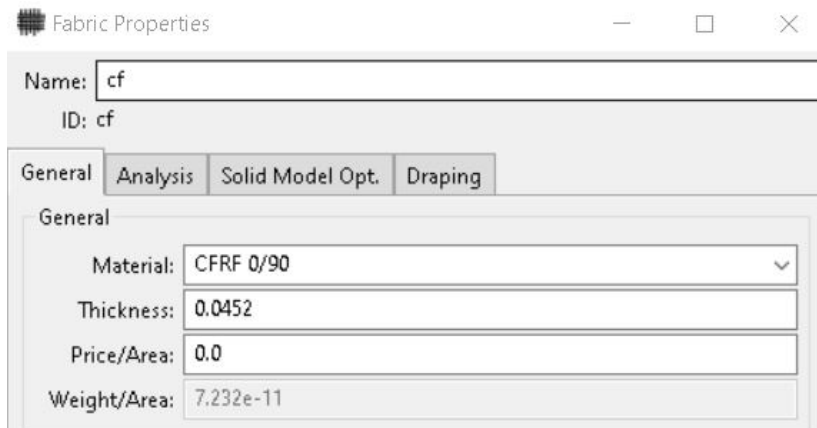 Fabric Properties
Name: cf
ID: cf
General Analysis Solid Model Opt. Draping
General
Material: CFRF 0/90
Thickness: 0.0452
Price/Area: 0.0
Weight/Area: 7.232e-11